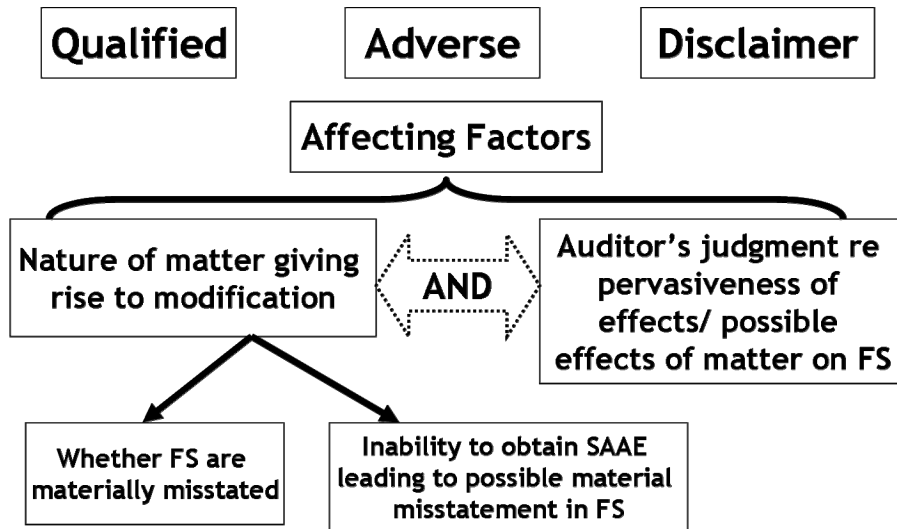 Qualified
Adverse
Disclaimer
Affecting Factors
Nature of matter giving
rise to modification
AND
Auditor's judgment re
pervasiveness of
effects/ possible
effects of matter on FS
Whether FS are
materially misstated
Inability to obtain SAAE
leading to possible material
misstatement in FS